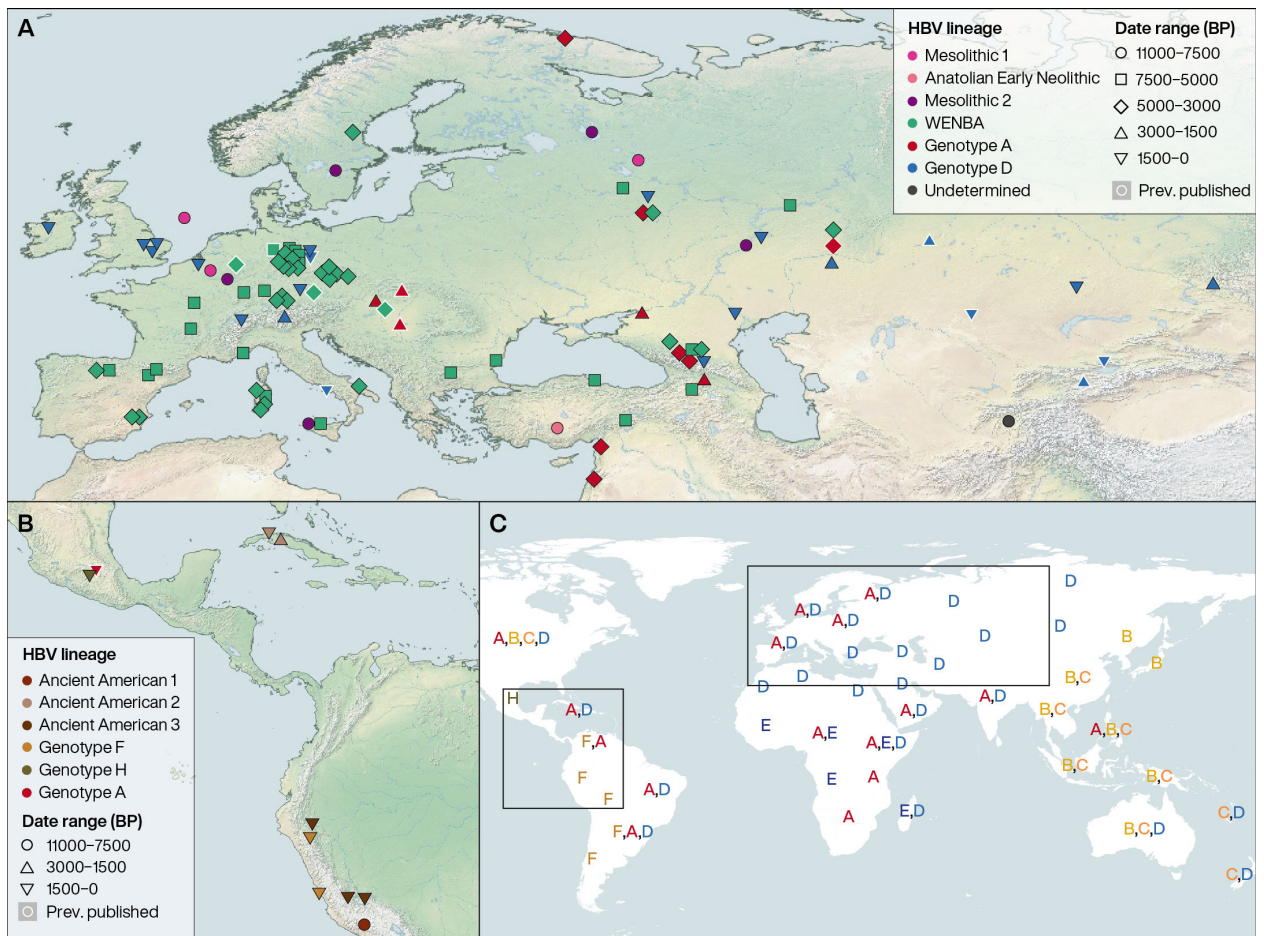 A
HBV lineage
Mesolithic 1
Anatolian Early Neolithic
Mesolithic 2
WENBA
Genotype A
Genotype D
Undetermined
Date range (BP)
11000–7500
7500–5000
5000–3000
3000–1500
1500–0
Prev. published
B
HBV lineage
Ancient American 1
Ancient American 2
Ancient American 3
Genotype F
Genotype H
Genotype A
Date range (BP)
11000–7500
3000–1500
1500–0
Prev. published
C
D
A,D
D
A,D
A,D
D
A,B,C,D
A,D
D
D
D
D
B
B
D
D
D
D
D
B,C
H
A,D
A,D
A,D
B,C
E
A,E
A,B,C
F,A
A,E,D
B,C
F
E
A
B,C
F
A,D
A
E,D
C,D
F,A,D
B,C,D
F
C,D